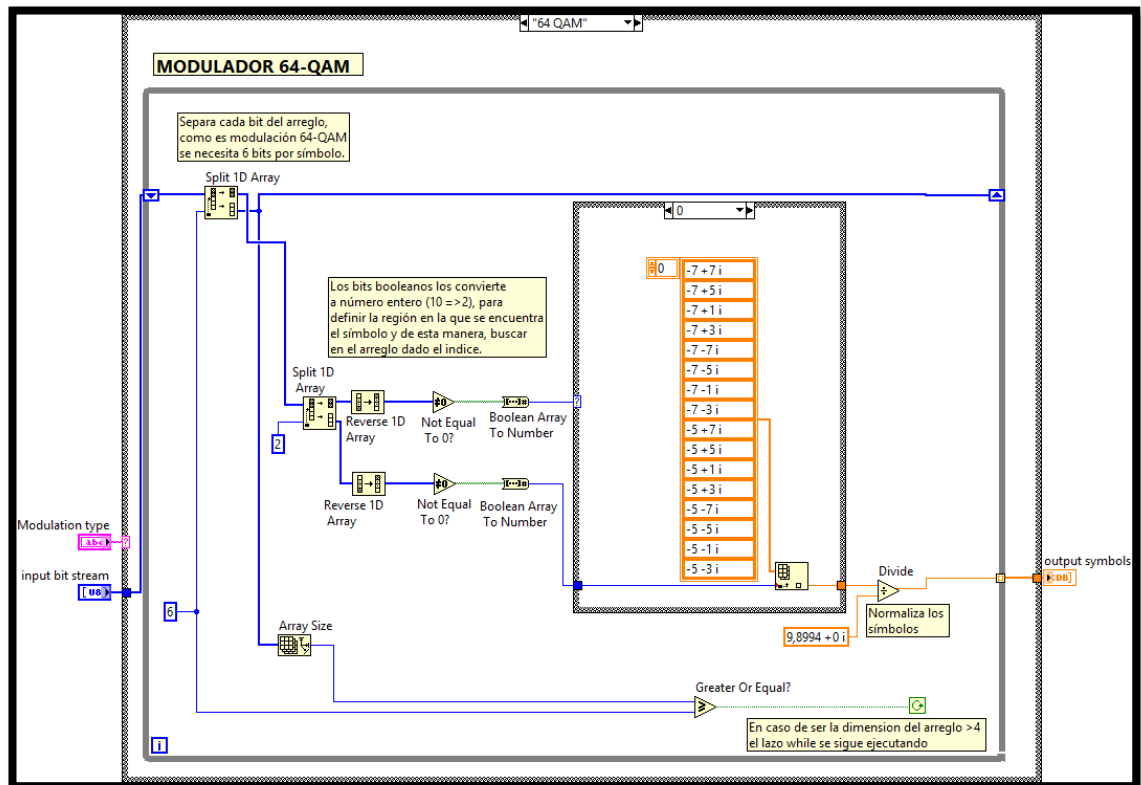 "64 QAM"
MODULADOR 64-QAM
Separa cada bit del arreglo,
como es modulación 64-QAM
se necesita 6 bits por símbolo.
Split 1D Array
0
0
-7 +7 i
-7 +5 i
-7 +1 i
-7 +3 i
-7 -7 i
-7 -5 i
-7 -1 i
-7 -3 i
-5 +7 i
-5 +5 i
-5 +1 i
-5 +3 i
-5 -7 i
-5 -5 i
-5 -1 i
-5 -3 i
Los bits booleanos los convierte
a número entero (10 =>2), para
definir la región en la que se encuentra
el símbolo y de esta manera, buscar
en el arreglo dado el indice.
Split 1D
Array
2
Reverse 1D
Array
≠0
Not Equal
To 0?
Boolean Array
To Number
?
Reverse 1D
Array
≠0
Not Equal
To 0?
Boolean Array
To Number
Modulation type
abc
?
input bit stream
[U8]
6
Array Size
Divide
÷
Normaliza los
símbolos
9,8994 +0 i
output symbols
CDB]
Greater Or Equal?
≥
En caso de ser la dimension del arreglo >4
el lazo while se sigue ejecutando
i